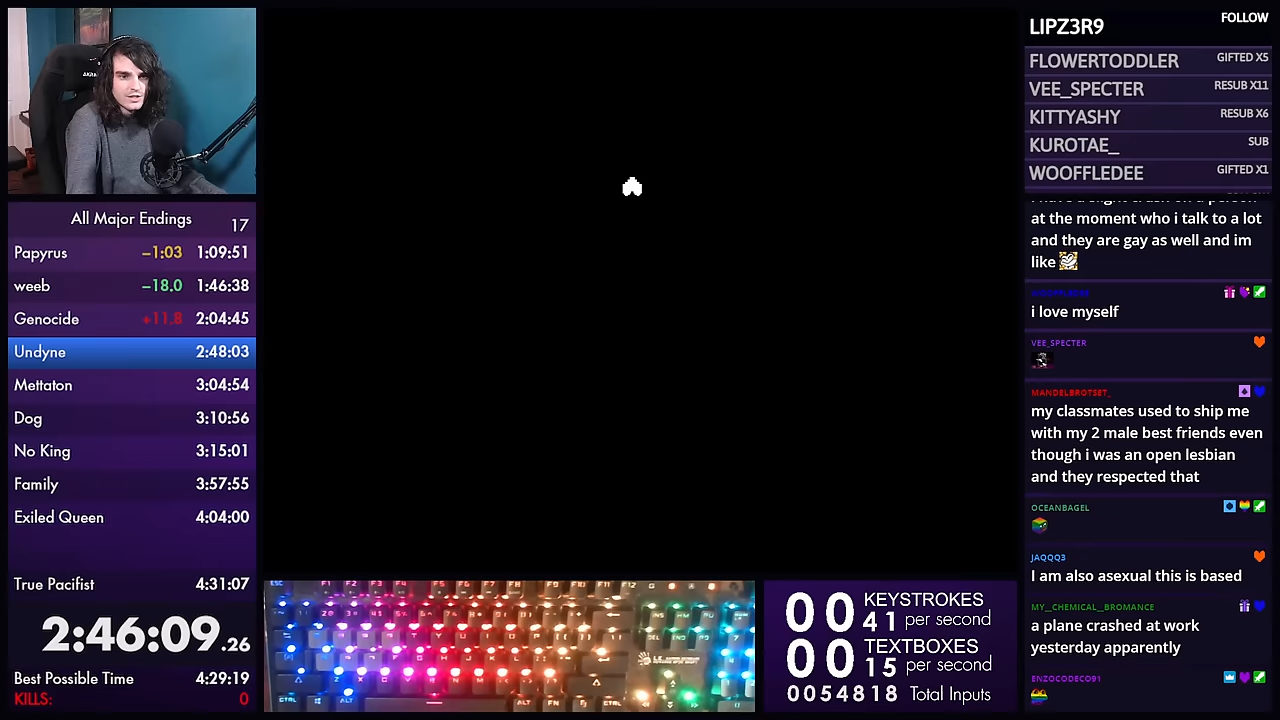 All Major Endings 17
Papyrus –1:03 1:09:51
weeb –18.0 1:46:38
Genocide +11.8 2:04:45
Undyne 2:48:03
Mettaton 3:04:54
Dog 3:10:56
No King 3:15:01
Family 3:57:55
Exiled Queen 4:04:00
True Pacifist 4:31:07
2:46:09.26
Best Possible Time 4:29:19
KILLS: 0
00 KEYSTROKES
41 per second
00 TEXTBOXES
15 per second
0054818 Total Inputs
LIPZ3R9 FOLLOW
FLOWERTODDLER GIFTED X5
VEE_SPECTER RESUB X11
KITTYASHY RESUB X6
KUROTAE_ SUB
WOOFFLEDEE GIFTED X1
at the moment who i talk to a lot
and they are gay as well and im
like
i love myself
VEE_SPECTER
MANDELBROTSET_
my classmates used to ship me
with my 2 male best friends even
though i was an open lesbian
and they respected that
OCEANBAGEL
JAQQQ3
I am also asexual this is based
MY__CHEMICAL__BROMANCE
a plane crashed at work
yesterday apparently
ENZOCODECO91